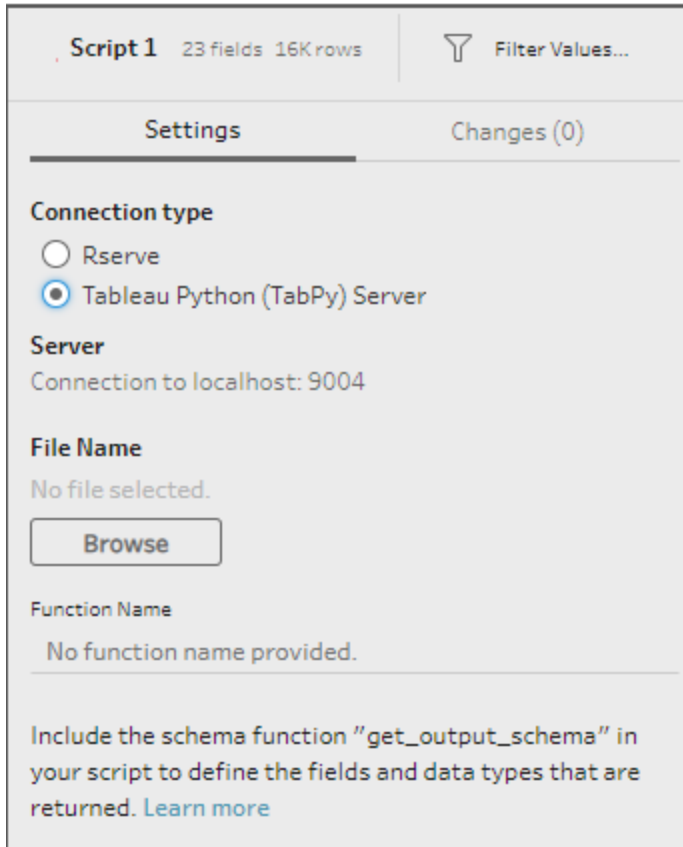 Script 1 23 fields 16K rows Filter Values...
Settings Changes (0)
Connection type
Rserve
Tableau Python (TabPy) Server
Server
Connection to localhost: 9004
File Name
No file selected.
Browse
Function Name
No function name provided.
Include the schema function "get_output_schema" in
your script to define the fields and data types that are
returned. Learn more